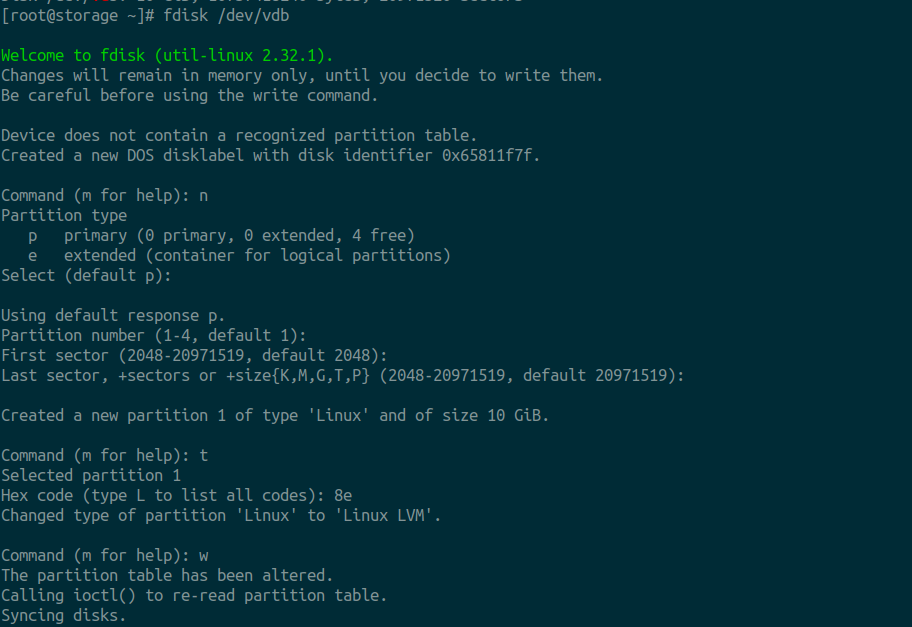 [root@storage ~]# fdisk /dev/vdb
Welcome to fdisk (util-linux 2.32.1).
Changes will remain in memory only, until you decide to write them.
Be careful before using the write command.
Device does not contain a recognized partition table.
Created a new DOS disklabel with disk identifier 0x65811f7f.
Command (m for help): n
Partition type
   p   primary (0 primary, 0 extended, 4 free)
   e   extended (container for logical partitions)
Select (default p):
Using default response p.
Partition number (1-4, default 1):
First sector (2048-20971519, default 2048):
Last sector, +sectors or +size{K,M,G,T,P} (2048-20971519, default 20971519):
Created a new partition 1 of type 'Linux' and of size 10 GiB.
Command (m for help): t
Selected partition 1
Hex code (type L to list all codes): 8e
Changed type of partition 'Linux' to 'Linux LVM'.
Command (m for help): w
The partition table has been altered.
Calling ioctl() to re-read partition table.
Syncing disks.